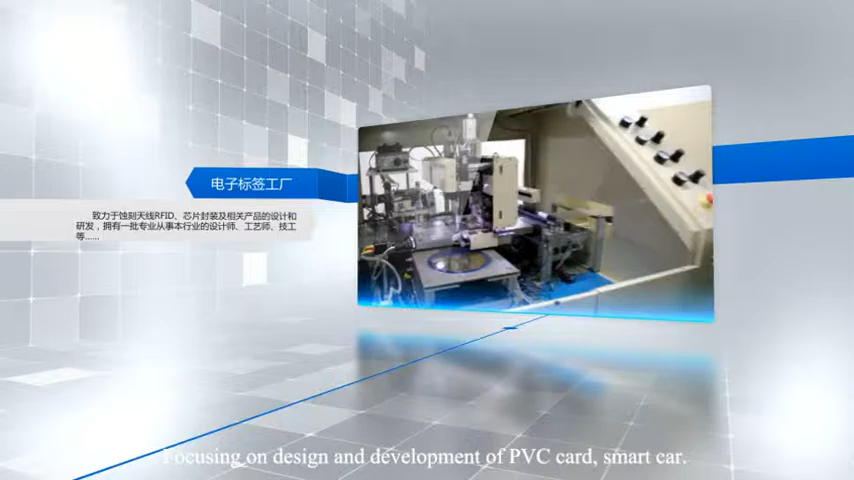 电子标签工厂
致力于蚀刻天线RFID、芯片封装及相关产品的设计和
研发，拥有一批专业从事本行业的设计师、工艺师、技工
等……
Focusing on design and development of PVC card, smart car.